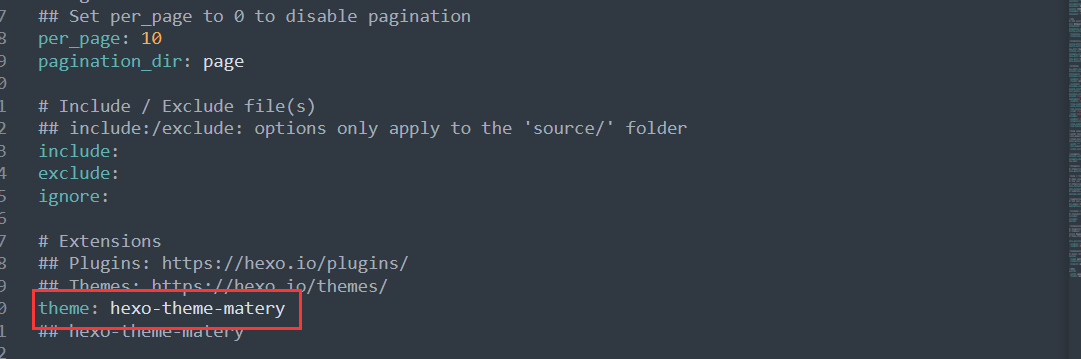 7 ## Set per_page to 0 to disable pagination
8 per_page: 10
9 pagination_dir: page
0
1 # Include / Exclude file(s)
2 ## include:/exclude: options only apply to the 'source/' folder
3 include:
4 exclude:
5 ignore:
6
7 # Extensions
8 ## Plugins: https://hexo.io/plugins/
9 ## Themes: https://hexo.io/themes/
0 theme: hexo-theme-matery
1 ## hexo-theme-matery
2